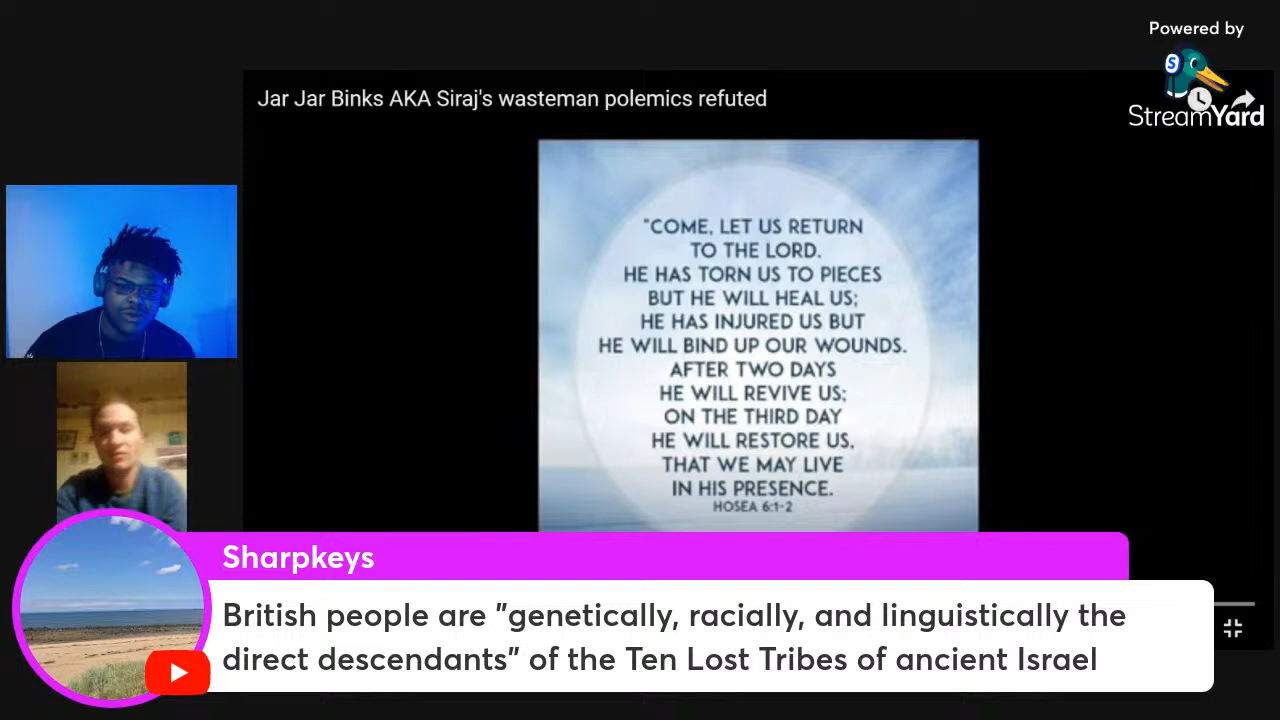 Powered by
StreamYard
Jar Jar Binks AKA Siraj's wasteman polemics refuted
"COME, LET US RETURN
TO THE LORD.
HE HAS TORN US TO PIECES
BUT HE WILL HEAL US;
HE HAS INJURED US BUT
HE WILL BIND UP OUR WOUNDS.
AFTER TWO DAYS
HE WILL REVIVE US;
ON THE THIRD DAY
HE WILL RESTORE US,
THAT WE MAY LIVE
IN HIS PRESENCE.
HOSEA 6:1-2
Sharpkeys
British people are "genetically, racially, and linguistically the
direct descendants" of the Ten Lost Tribes of ancient Israel